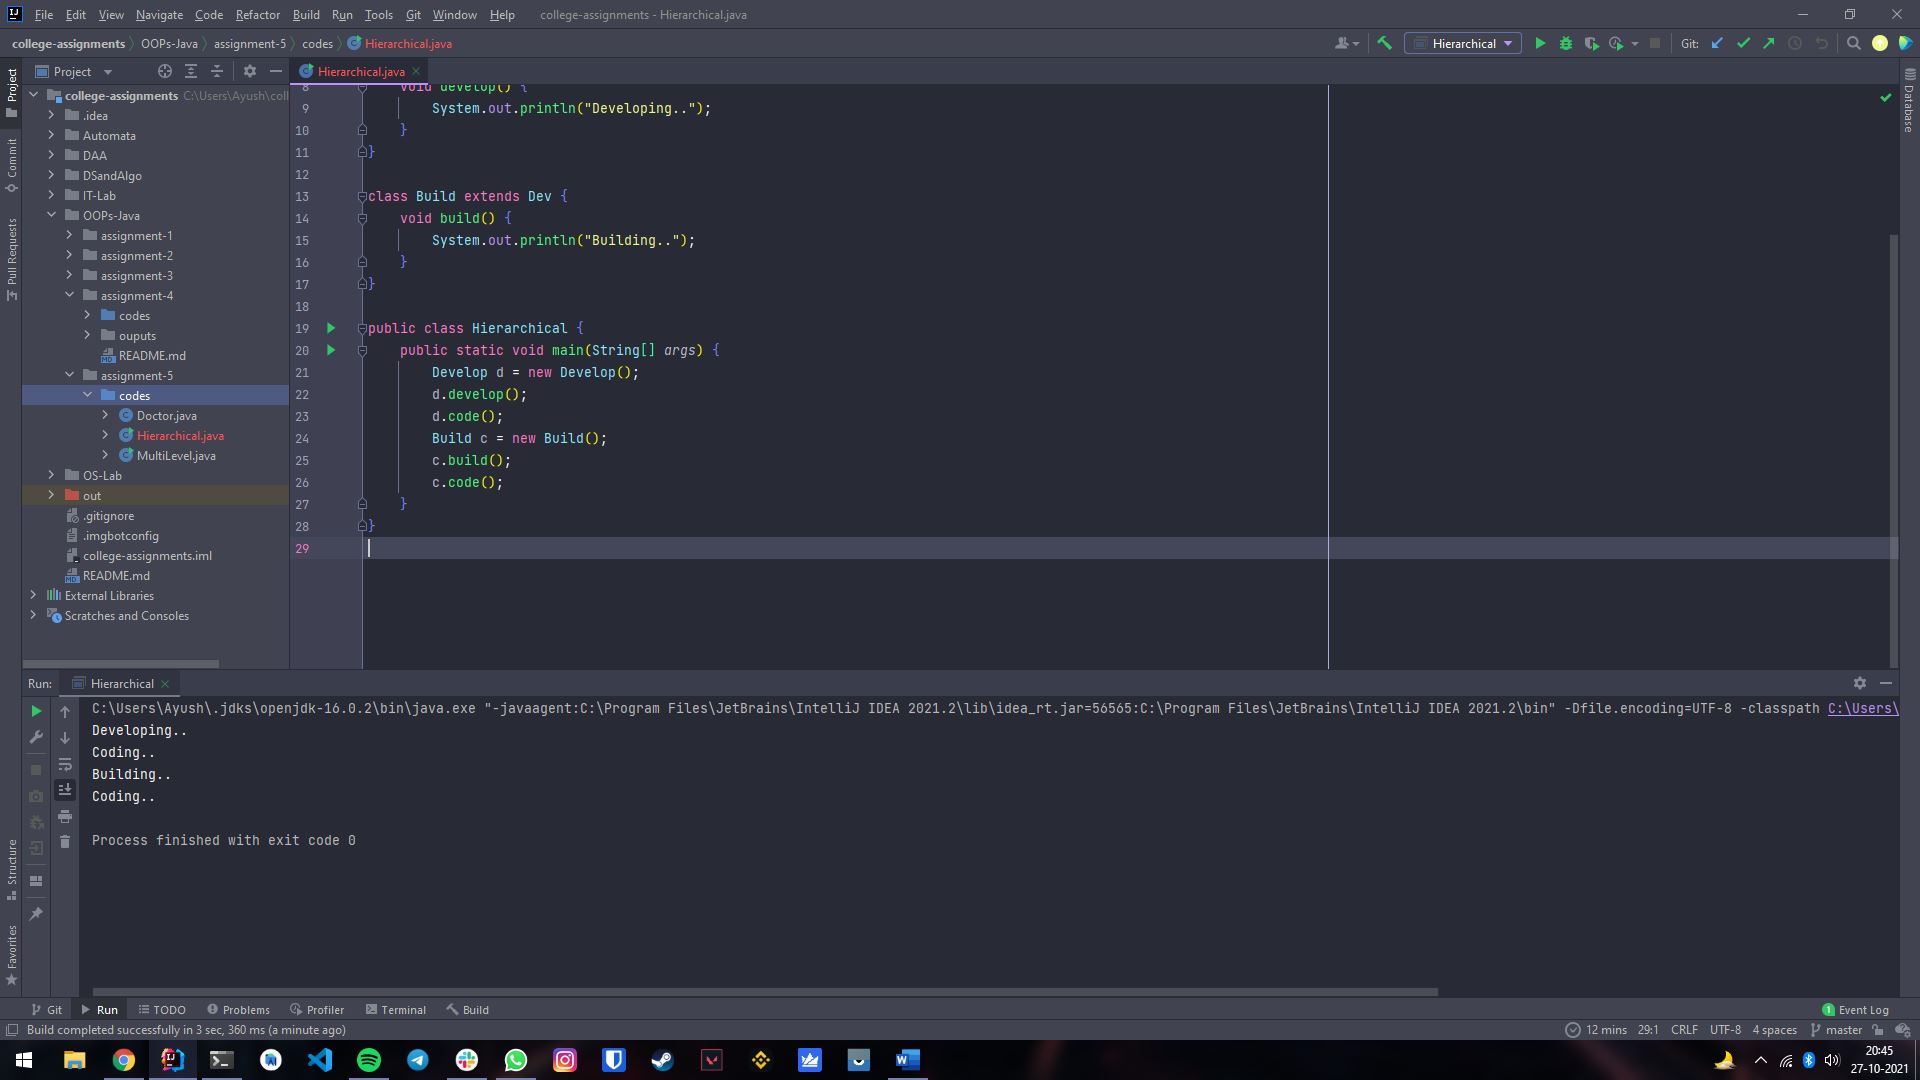 File Edit View Navigate Code Refactor Build Run Tools Git Window Help college-assignments - Hierarchical.java
college-assignments OOPs-Java assignment-5 codes Hierarchical.java
Hierarchical
Git:
Project
Hierarchical.java
Project
Commit
Pull Requests
Structure
Favorites
Database
college-assignments C:\Users\Ayush\coll
.idea
Automata
DAA
DSandAlgo
IT-Lab
OOPs-Java
assignment-1
assignment-2
assignment-3
assignment-4
codes
ouputs
README.md
assignment-5
codes
Doctor.java
Hierarchical.java
MultiLevel.java
OS-Lab
out
.gitignore
.imgbotconfig
college-assignments.iml
README.md
External Libraries
Scratches and Consoles
8 void develop() {
9 System.out.println("Developing..");
10 }
11 }
12
13 class Build extends Dev {
14 void build() {
15 System.out.println("Building..");
16 }
17 }
18
19 public class Hierarchical {
20 public static void main(String[] args) {
21 Develop d = new Develop();
22 d.develop();
23 d.code();
24 Build c = new Build();
25 c.build();
26 c.code();
27 }
28 }
29
Run: Hierarchical
C:\Users\Ayush\.jdks\openjdk-16.0.2\bin\java.exe "-javaagent:C:\Program Files\JetBrains\IntelliJ IDEA 2021.2\lib\idea_rt.jar=56565:C:\Program Files\JetBrains\IntelliJ IDEA 2021.2\bin" -Dfile.encoding=UTF-8 -classpath C:\Users\
Developing..
Coding..
Building..
Coding..
Process finished with exit code 0
Git Run TODO Problems Profiler Terminal Build
1 Event Log
Build completed successfully in 3 sec, 360 ms (a minute ago)
12 mins 29:1 CRLF UTF-8 4 spaces master
20:45
27-10-2021